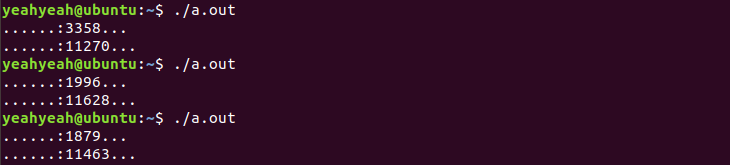 yeahyeah@ubuntu:~$ ./a.out
......:3358...
......:11270...
yeahyeah@ubuntu:~$ ./a.out
......:1996...
......:11628...
yeahyeah@ubuntu:~$ ./a.out
......:1879...
......:11463...